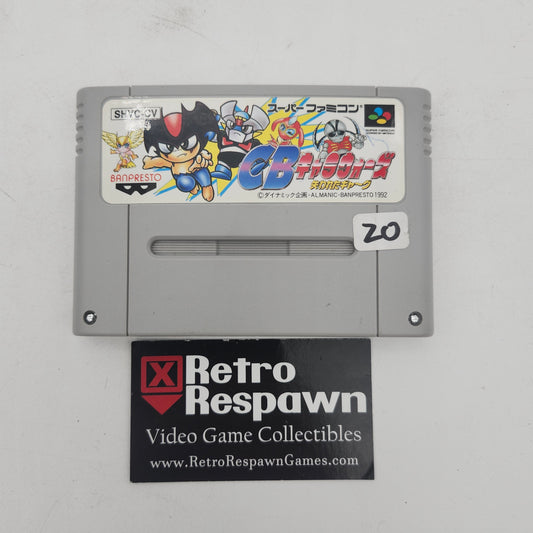 SHVC-CV
スーパーファミコン
SUPER FAMICOM
BANPRESTO
CBキャラウォーズ
失われたギャ〜グ
©ダイナミック企画・ALMANIC・BANPRESTO 1992
20
X Retro
Respawn
Video Game Collectibles
www.RetroRespawnGames.com